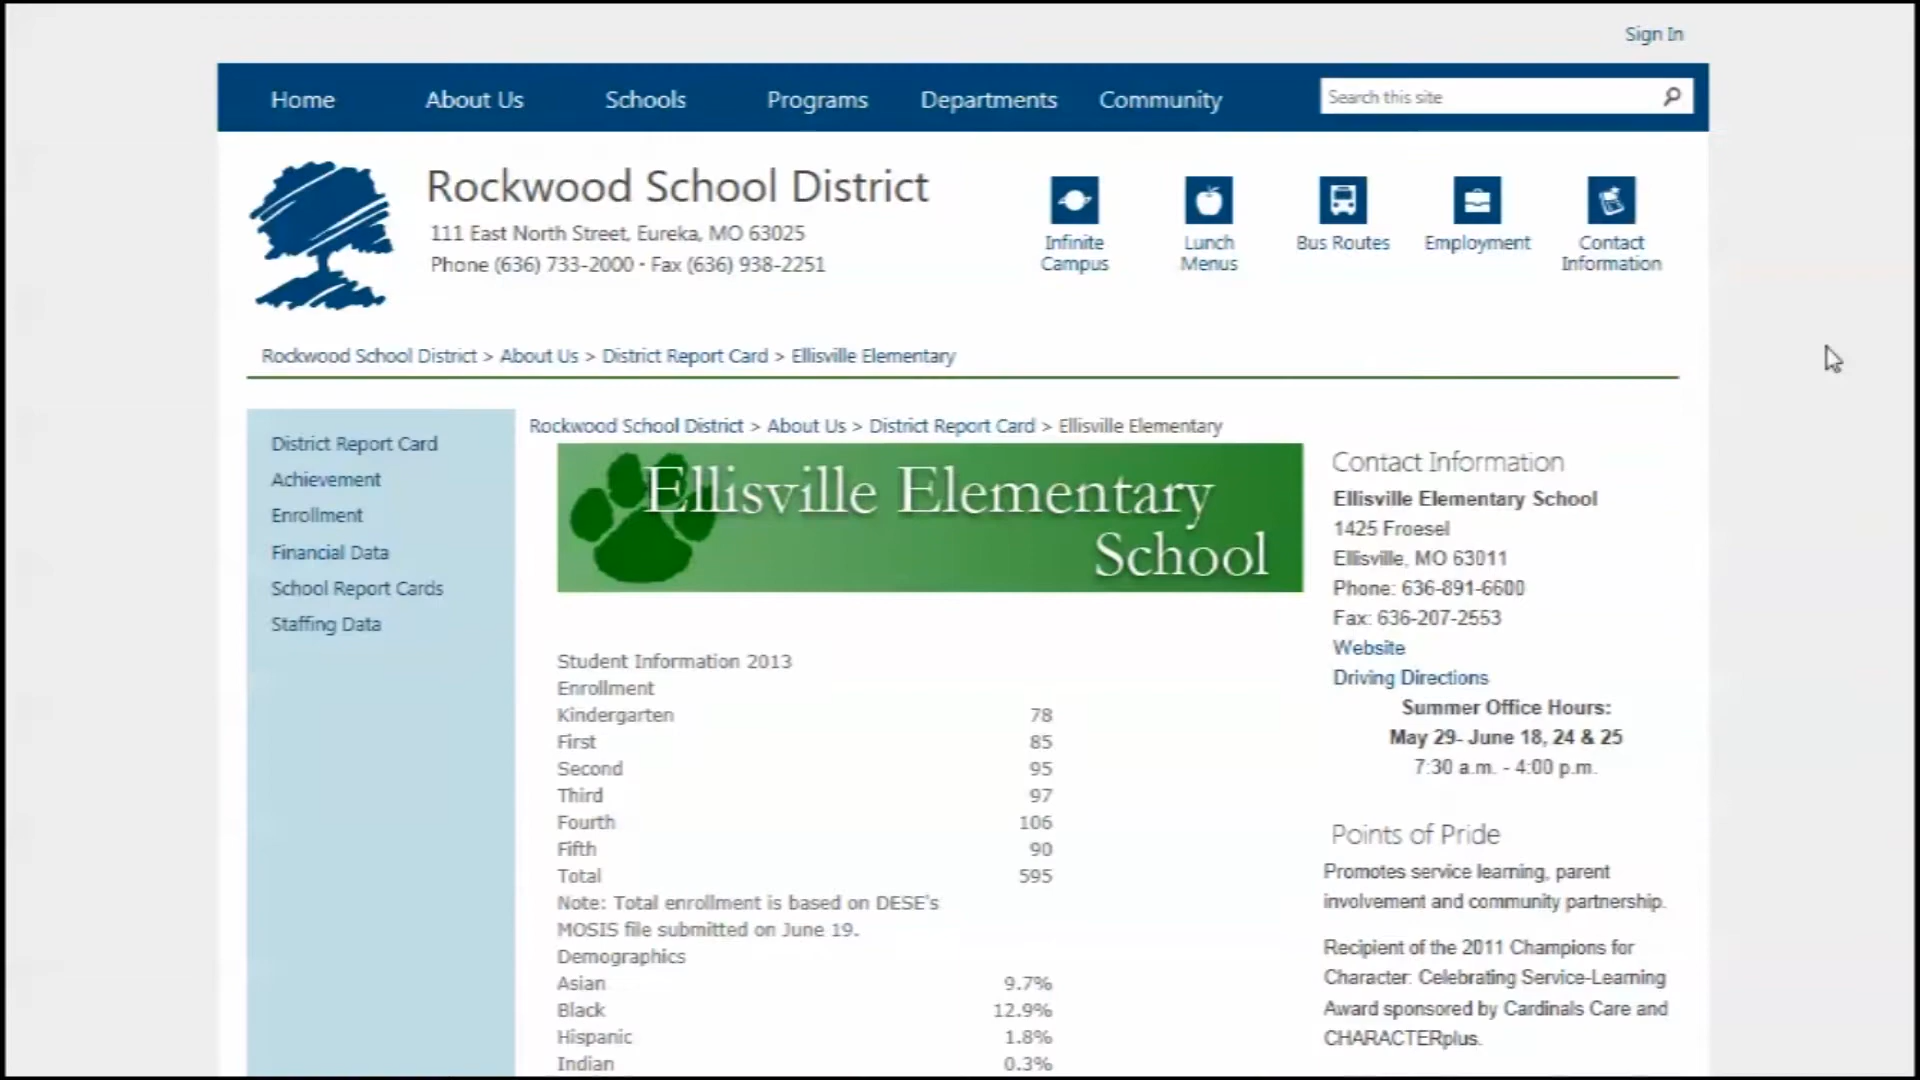 Sign In
Home About Us Schools Programs Departments Community Search this site
Rockwood School District
111 East North Street, Eureka, MO 63025
Phone (636) 733-2000 · Fax (636) 938-2251
Infinite Campus
Lunch Menus
Bus Routes
Employment
Contact Information
Rockwood School District > About Us > District Report Card > Ellisville Elementary
District Report Card
Achievement
Enrollment
Financial Data
School Report Cards
Staffing Data
Rockwood School District > About Us > District Report Card > Ellisville Elementary
Ellisville Elementary
School
Student Information 2013
Enrollment
Kindergarten 78
First 85
Second 95
Third 97
Fourth 106
Fifth 90
Total 595
Note: Total enrollment is based on DESE's
MOSIS file submitted on June 19.
Demographics
Asian 9.7%
Black 12.9%
Hispanic 1.8%
Indian 0.3%
Contact Information
Ellisville Elementary School
1425 Froesel
Ellisville, MO 63011
Phone: 636-891-6600
Fax: 636-207-2553
Website
Driving Directions
Summer Office Hours:
May 29- June 18, 24 & 25
7:30 a.m. - 4:00 p.m.
Points of Pride
Promotes service learning, parent
involvement and community partnership.
Recipient of the 2011 Champions for
Character: Celebrating Service-Learning
Award sponsored by Cardinals Care and
CHARACTERplus.